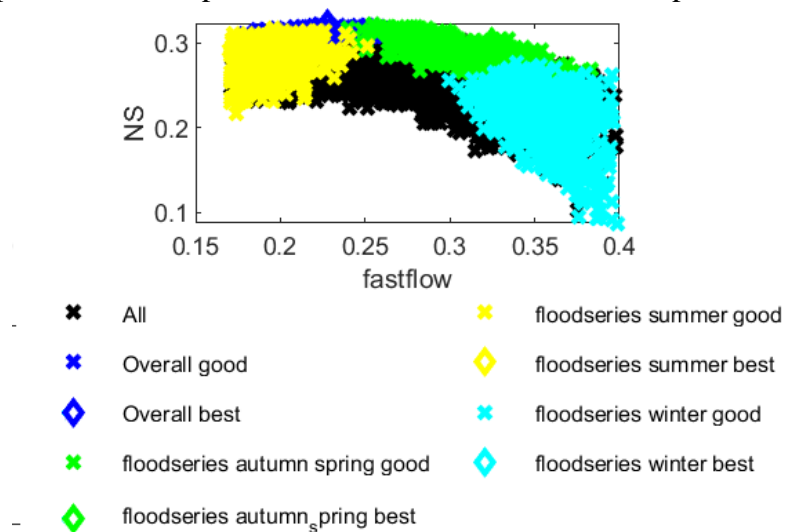 NS
0.3
0.2
0.1
0.15 0.2 0.25 0.3 0.35 0.4
fastflow
All
Overall good
Overall best
floodseries autumn spring good
floodseries autumnspring best
floodseries summer good
floodseries summer best
floodseries winter good
floodseries winter best